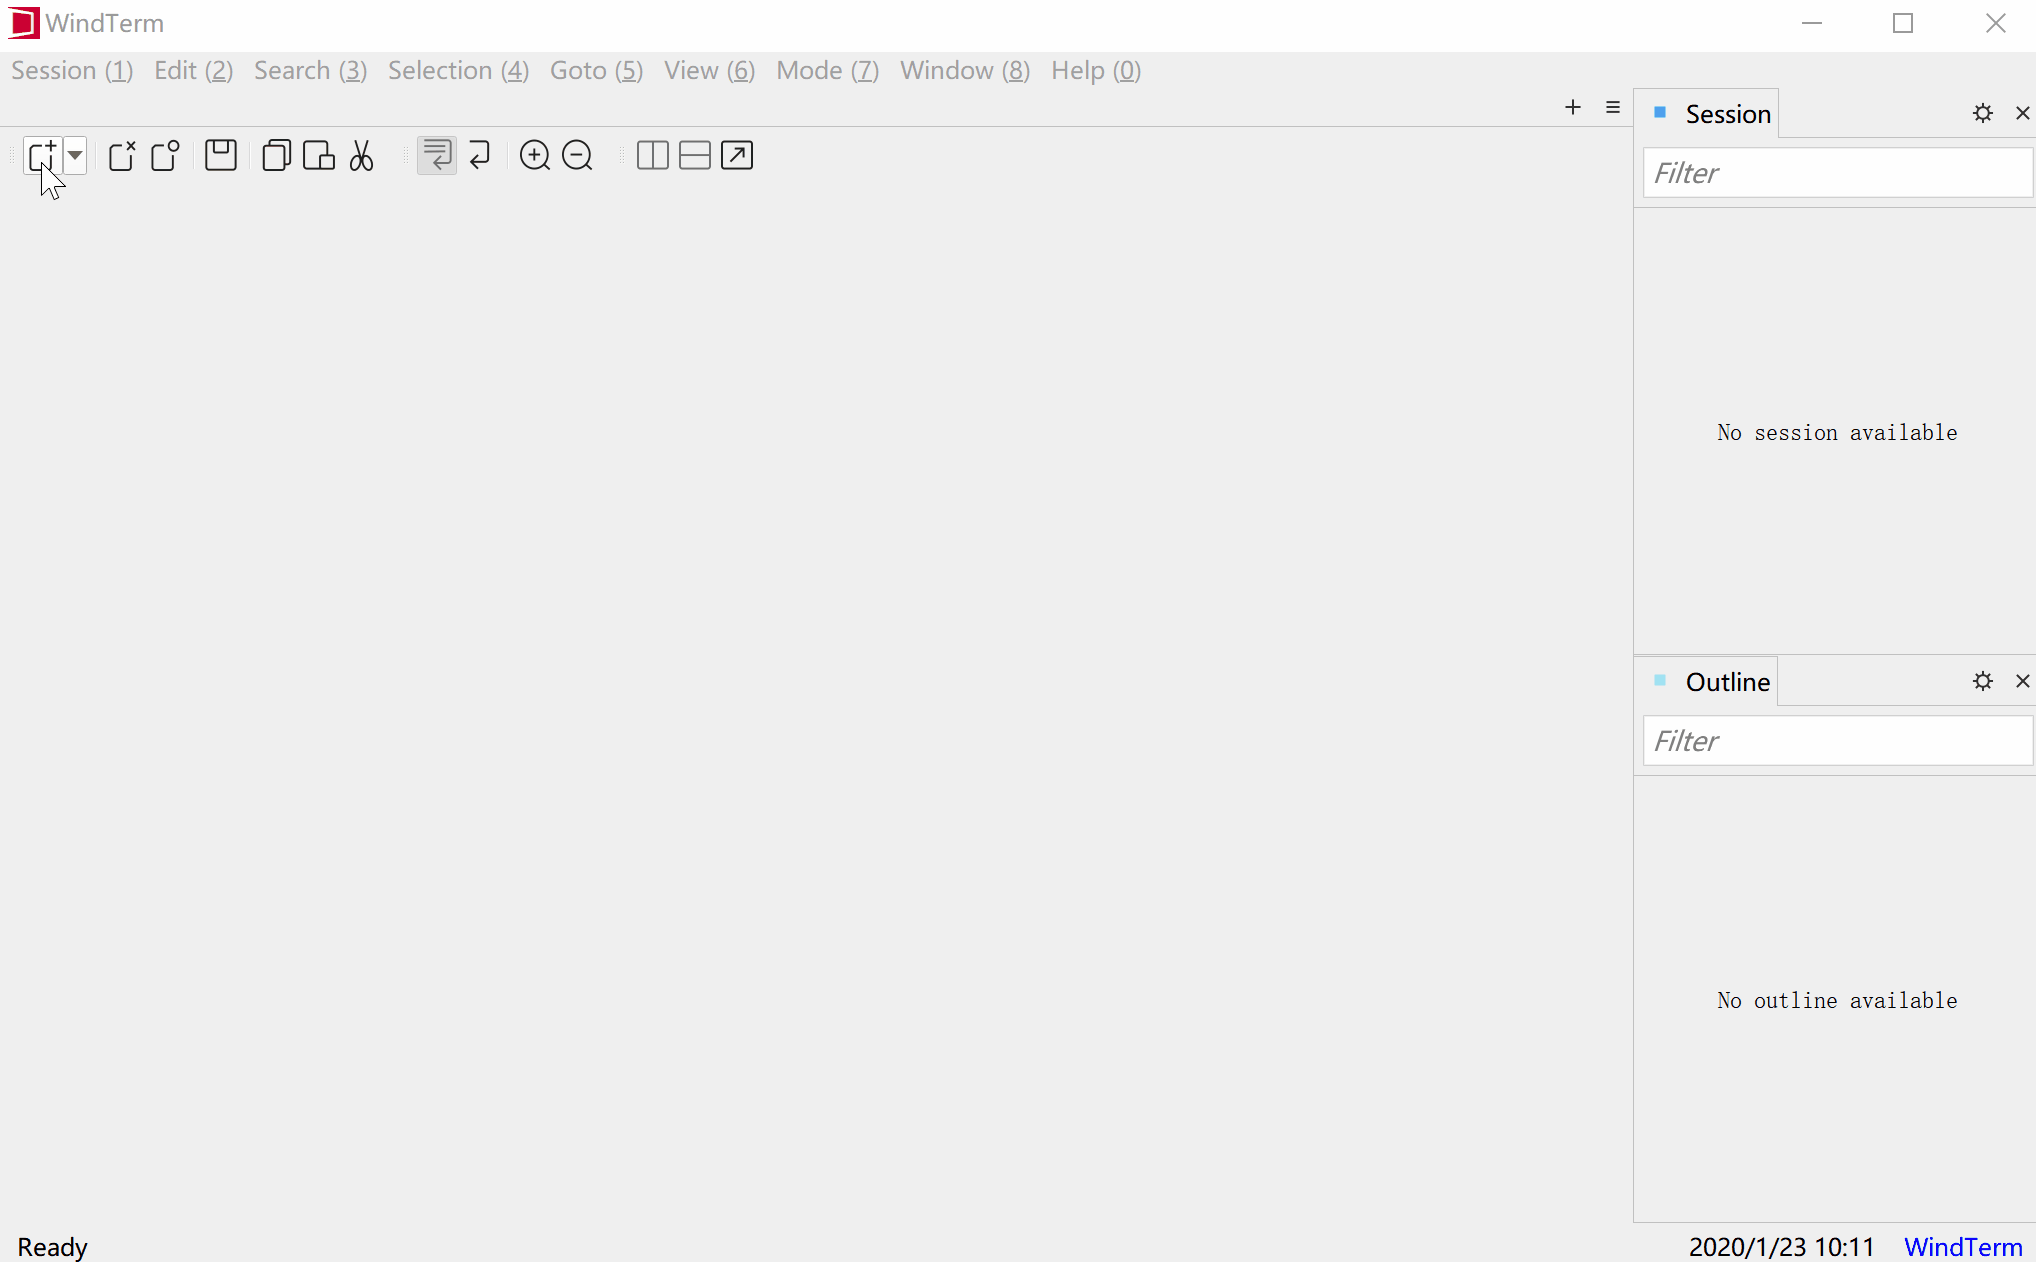 WindTerm
Session (1) Edit (2) Search (3) Selection (4) Goto (5) View (6) Mode (7) Window (8) Help (0)
Session
Filter
No session available
Outline
Filter
No outline available
Ready
2020/1/23 10:11 WindTerm